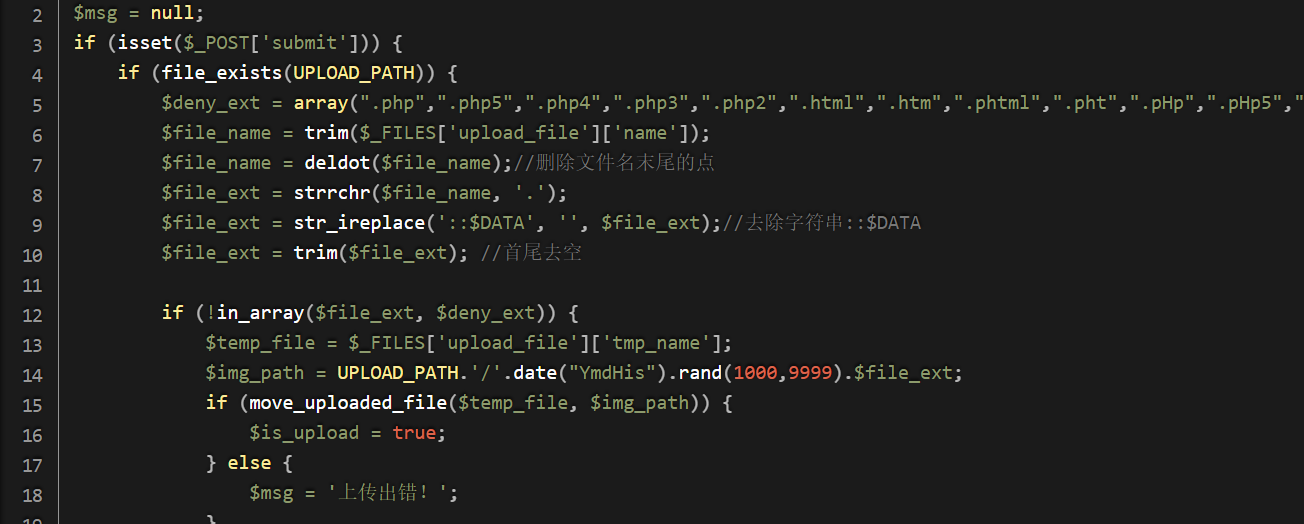 2 $msg = null;
3 if (isset($_POST['submit'])) {
4 if (file_exists(UPLOAD_PATH)) {
5 $deny_ext = array(".php",".php5",".php4",".php3",".php2",".html",".htm",".phtml",".pht",".pHp",".pHp5","
6 $file_name = trim($_FILES['upload_file']['name']);
7 $file_name = deldot($file_name);//删除文件名末尾的点
8 $file_ext = strrchr($file_name, '.');
9 $file_ext = str_ireplace('::$DATA', '', $file_ext);//去除字符串::$DATA
10 $file_ext = trim($file_ext); //首尾去空
11
12 if (!in_array($file_ext, $deny_ext)) {
13 $temp_file = $_FILES['upload_file']['tmp_name'];
14 $img_path = UPLOAD_PATH.'/'.date("YmdHis").rand(1000,9999).$file_ext;
15 if (move_uploaded_file($temp_file, $img_path)) {
16 $is_upload = true;
17 } else {
18 $msg = '上传出错！';
19 }